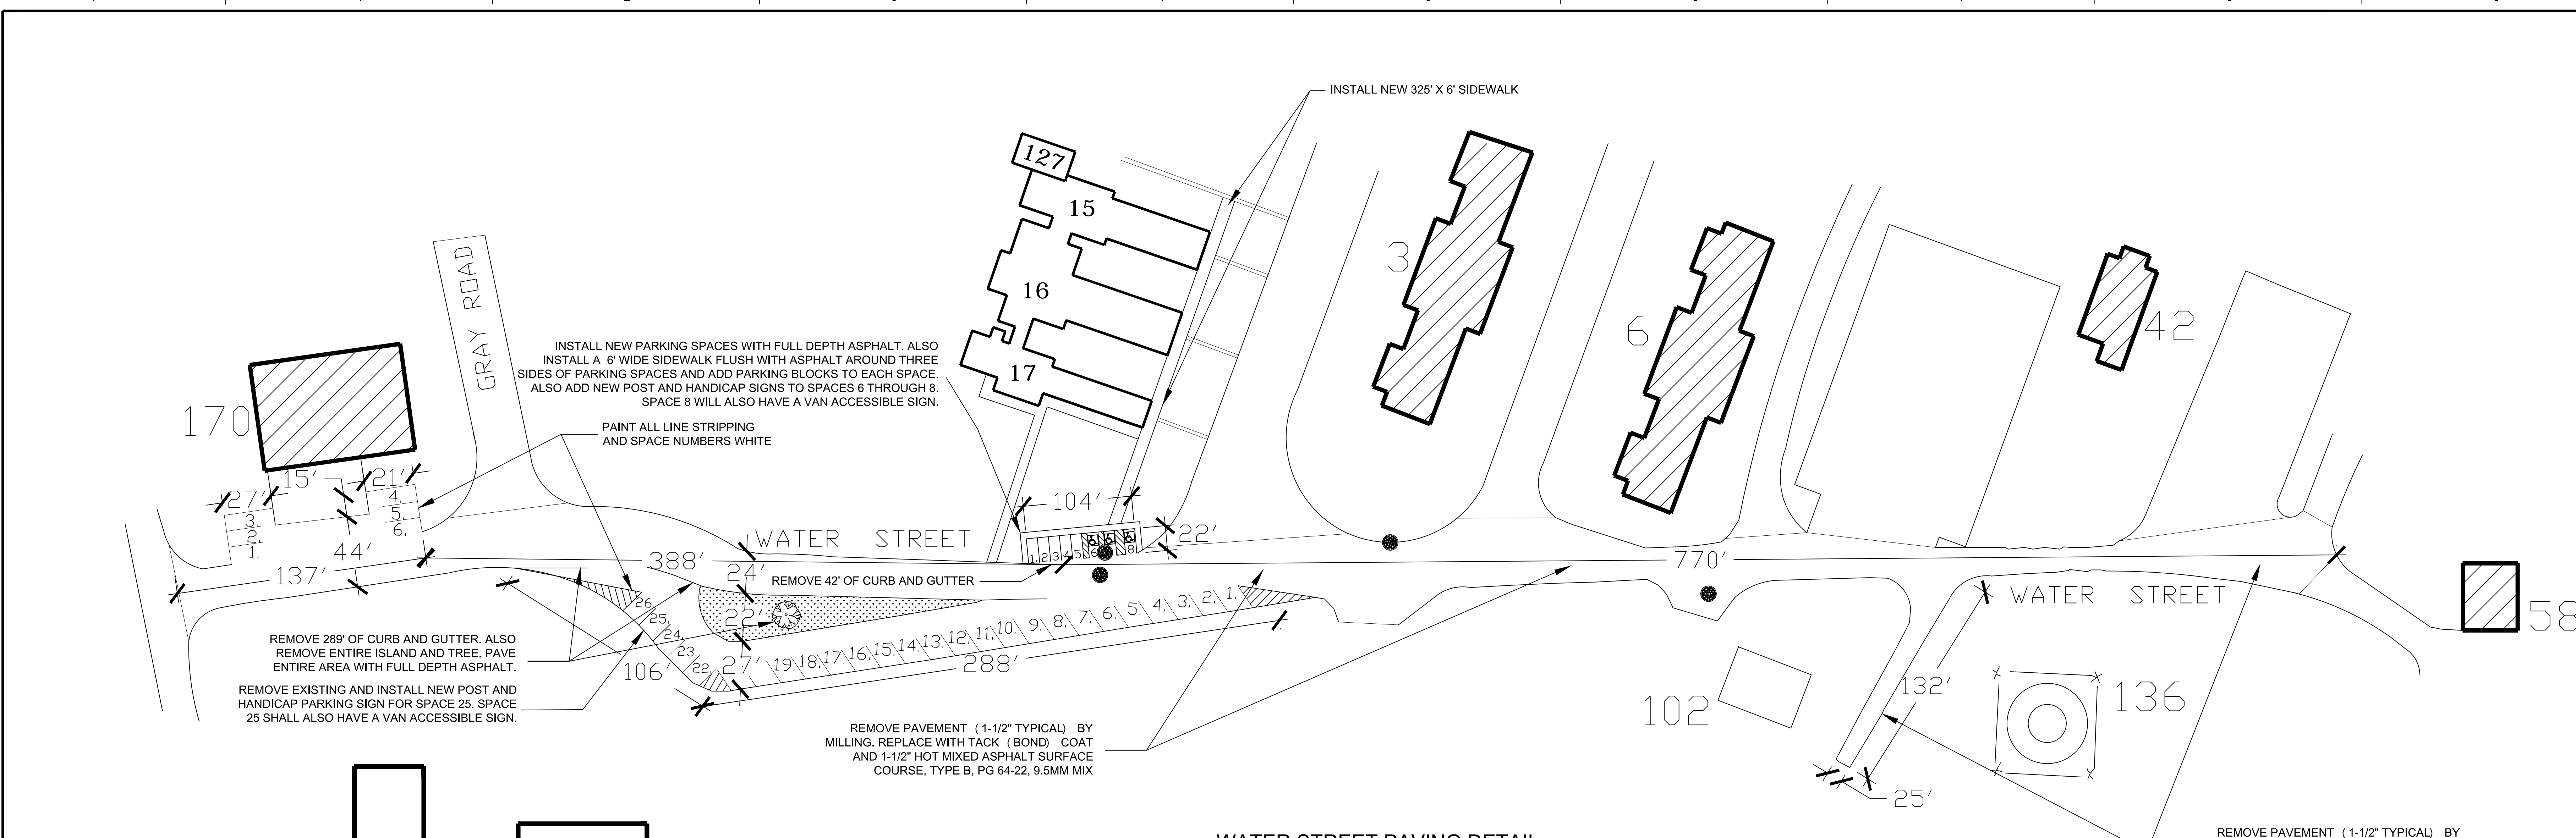 INSTALL NEW 325' X 6' SIDEWALK
127
15
16
17
3
6
42
GRAY ROAD
170
INSTALL NEW PARKING SPACES WITH FULL DEPTH ASPHALT. ALSO
INSTALL A 6' WIDE SIDEWALK FLUSH WITH ASPHALT AROUND THREE
SIDES OF PARKING SPACES AND ADD PARKING BLOCKS TO EACH SPACE.
ALSO ADD NEW POST AND HANDICAP SIGNS TO SPACES 6 THROUGH 8.
SPACE 8 WILL ALSO HAVE A VAN ACCESSIBLE SIGN.
PAINT ALL LINE STRIPPING
AND SPACE NUMBERS WHITE
15'
21'
27'
4.
5.
6.
3.
2.
1.
44'
137'
388'
WATER STREET
104'
22'
1. 2. 3. 4. 5. 6. 8.
24'
REMOVE 42' OF CURB AND GUTTER
770'
WATER STREET
58
22'
27'
26.
25.
24.
23.
22.
19. 18. 17. 16. 15. 14. 13. 12. 11. 10. 9. 8. 7. 6. 5. 4. 3. 2. 1.
288'
106'
REMOVE 289' OF CURB AND GUTTER. ALSO
REMOVE ENTIRE ISLAND AND TREE. PAVE
ENTIRE AREA WITH FULL DEPTH ASPHALT.
REMOVE EXISTING AND INSTALL NEW POST AND
HANDICAP PARKING SIGN FOR SPACE 25. SPACE
25 SHALL ALSO HAVE A VAN ACCESSIBLE SIGN.
REMOVE PAVEMENT (1-1/2" TYPICAL) BY
MILLING. REPLACE WITH TACK (BOND) COAT
AND 1-1/2" HOT MIXED ASPHALT SURFACE
COURSE, TYPE B, PG 64-22, 9.5MM MIX
102
132'
136
25'
WATER STREET PAVING DETAIL
REMOVE PAVEMENT (1-1/2" TYPICAL) BY